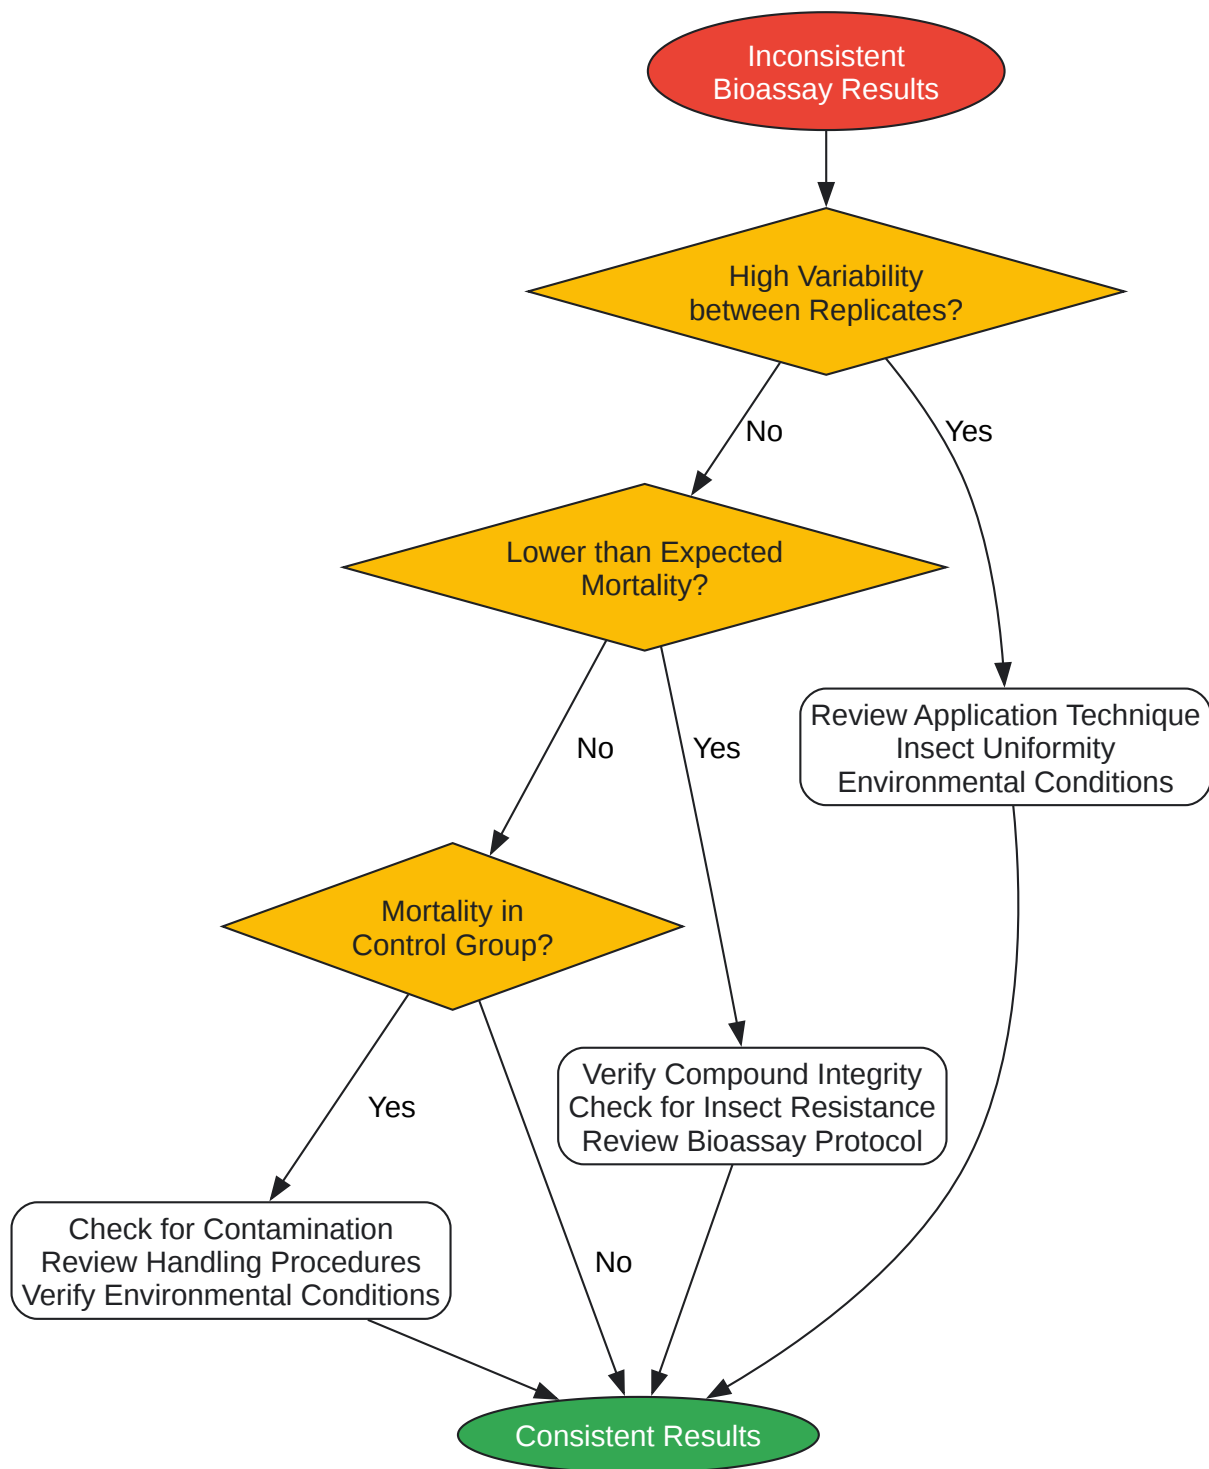 Inconsistent
Bioassay Results
High Variability
between Replicates?
No
Yes
Lower than Expected
Mortality?
No
Yes
Review Application Technique
Insect Uniformity
Environmental Conditions
Mortality in
Control Group?
Yes
No
Verify Compound Integrity
Check for Insect Resistance
Review Bioassay Protocol
Check for Contamination
Review Handling Procedures
Verify Environmental Conditions
Consistent Results